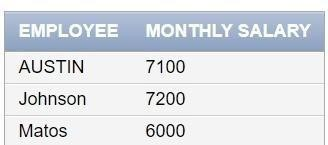 EMPLOYEE MONTHLY SALARY
AUSTIN 7100
Johnson 7200
Matos 6000